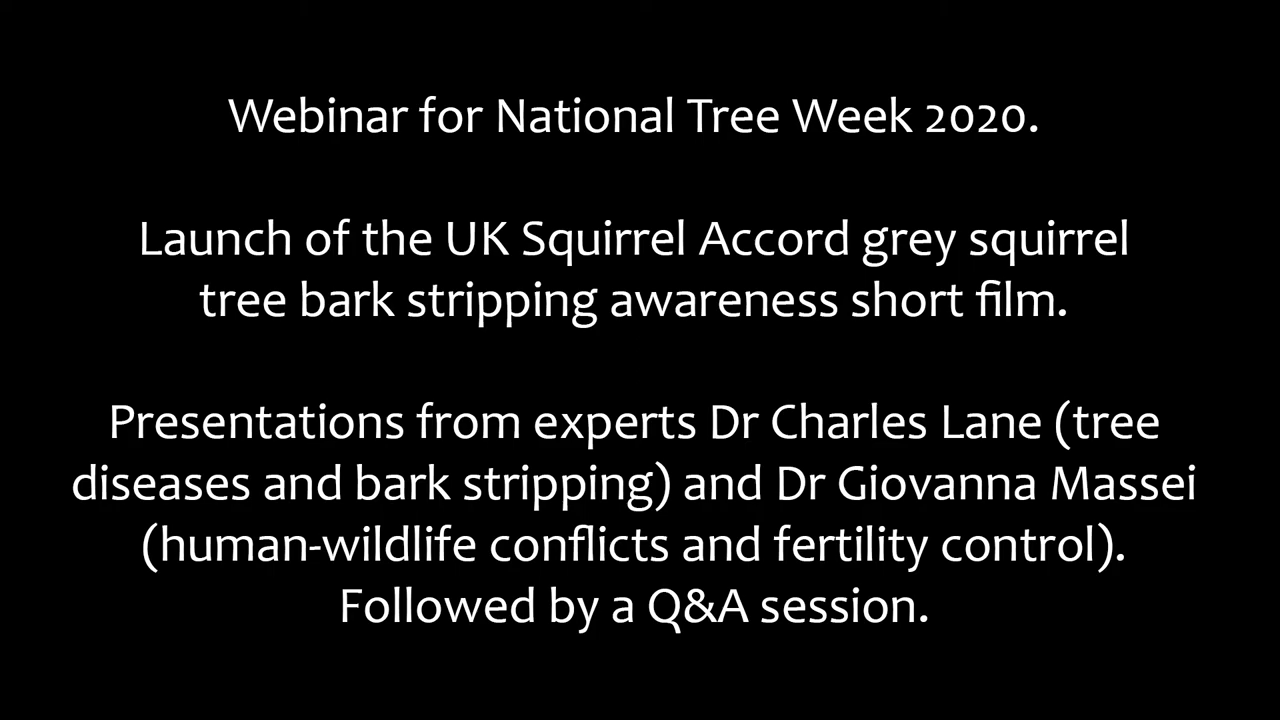 Webinar for National Tree Week 2020.
Launch of the UK Squirrel Accord grey squirrel
tree bark stripping awareness short film.
Presentations from experts Dr Charles Lane (tree
diseases and bark stripping) and Dr Giovanna Massei
(human-wildlife conflicts and fertility control).
Followed by a Q&A session.